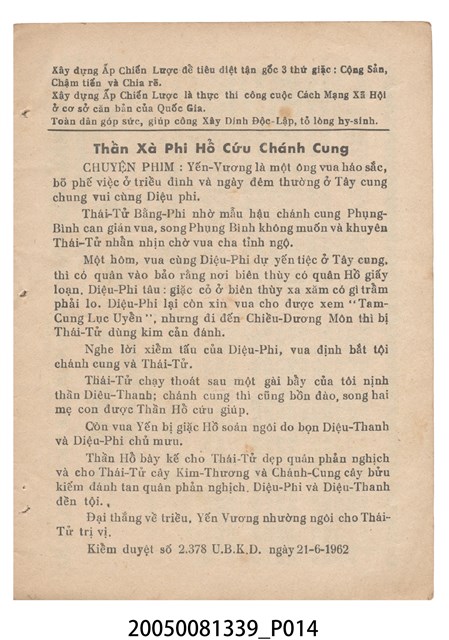 Xây dựng Ấp Chiến Lược để tiêu diệt tận gốc 3 thứ giặc : Cộng Sản,
Chậm tiến và Chia rẽ.
Xây dựng Ấp Chiến Lược là thực thi công cuộc Cách Mạng Xã Hội
ở cơ sở căn bản của Quốc Gia.
Toàn dân góp sức, giúp công Xây Dinh Độc-Lập, tỏ lòng hy-sinh.
Thần Xà Phi Hổ Cứu Chánh Cung
CHUYỆN PHIM : Yến-Vương là một ông vua háo sắc,
bõ phế việc ở triều đình và ngày đêm thường ở Tây cung
chung vui cùng Diệu phi.
Thái-Tử Bằng-Phi nhờ mẫu hậu chánh cung Phụng-
Bình can gián vua, song Phụng Bình không muốn và khuyên
Thái-Tử nhẫn nhịn chờ vua cha tỉnh ngộ.
Một hôm, vua cùng Diệu-Phi dự yến tiệc ở Tây cung,
thì có quân vào bảo rằng nơi biên thùy có quân Hồ giấy
loạn. Diệu-Phi tâu : giặc cỏ ở biên thùy xa xăm có gì trằm
phải lo. Diệu-Phi lại còn xin vua cho được xem "Tam-
Cung Lục Uyển", nhưng đi đến Chiều-Dương Môn thì bị
Thái-Tử dùng kim cản đánh.
Nghe lời xiểm tấu của Diệu-Phi, vua định bắt tội
chánh cung và Thái-Tử.
Thái-Tử chạy thoát sau một gài bẫy của tôi nịnh
thần Diêu-Thanh; chánh cung thì cũng bôn đào, song hai
mẹ con được Thần Hổ cứu giúp.
Còn vua Yến bị giặc Hồ soán ngôi do bọn Diệu-Thanh
và Diệu-Phi chủ mưu.
Thần Hổ bày kế cho Thái-Tử dẹp quân phản nghịch
và cho Thái-Tử cây Kim-Thương và Chánh-Cung cây bửu
kiếm đánh tan quân phản nghịch, Diệu-Phi và Diệu-Thanh
đền tội.
Đại thắng về triều, Yến Vương nhường ngôi cho Thái-
Tử trị vì.
Kiểm duyệt số 2.378 U.B.K.D. ngày 21-6-1962
20050081339_P014